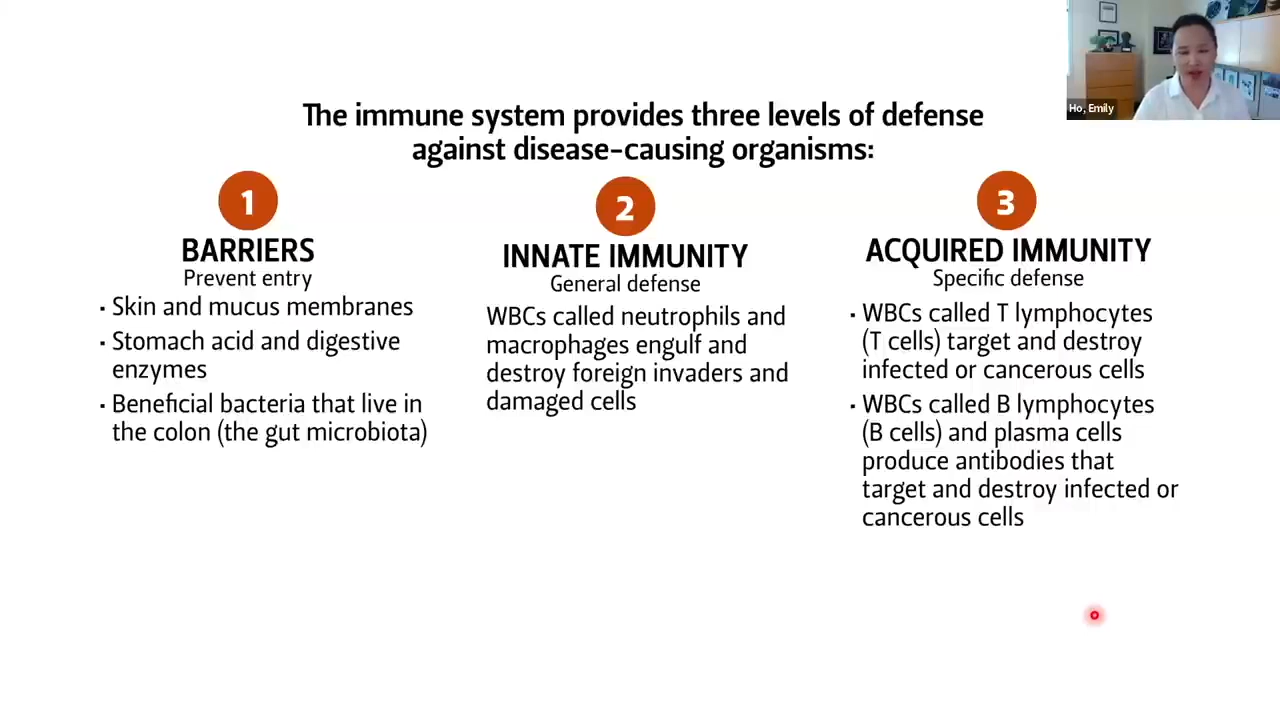 The immune system provides three levels of defense
against disease-causing organisms:
1
BARRIERS
Prevent entry
· Skin and mucus membranes
· Stomach acid and digestive
enzymes
· Beneficial bacteria that live in
the colon (the gut microbiota)
2
INNATE IMMUNITY
General defense
WBCs called neutrophils and
macrophages engulf and
destroy foreign invaders and
damaged cells
3
ACQUIRED IMMUNITY
Specific defense
· WBCs called T lymphocytes
(T cells) target and destroy
infected or cancerous cells
· WBCs called B lymphocytes
(B cells) and plasma cells
produce antibodies that
target and destroy infected or
cancerous cells
Ho, Emily